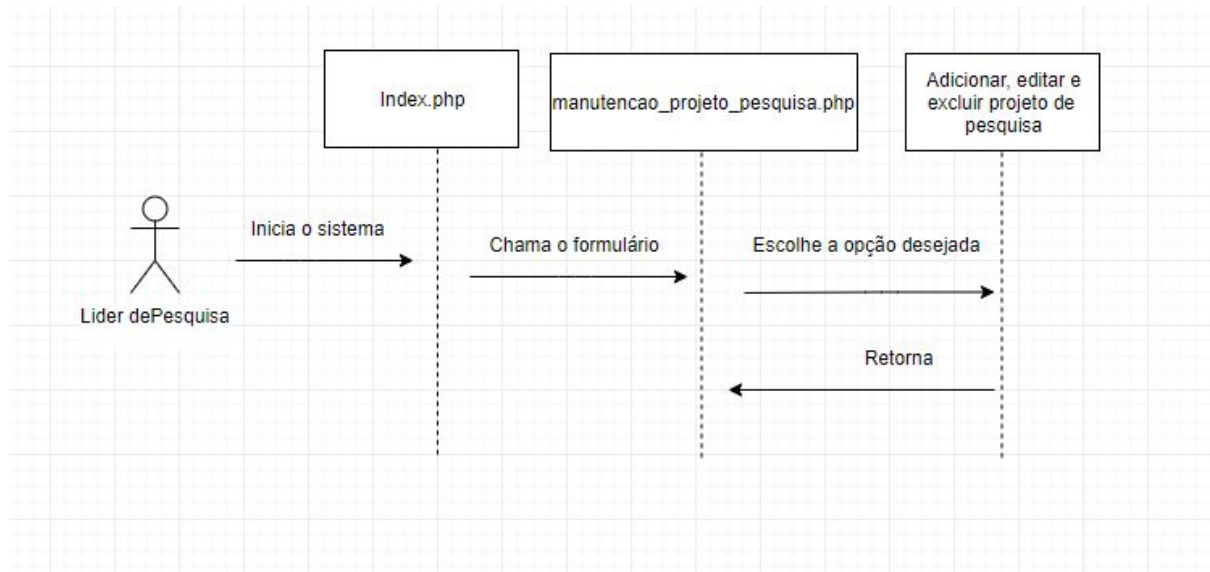 Index.php
manutencao_projeto_pesquisa.php
Adicionar, editar e
excluir projeto de
pesquisa
Inicia o sistema
Chama o formulário
Escolhe a opção desejada
Lider dePesquisa
Retorna